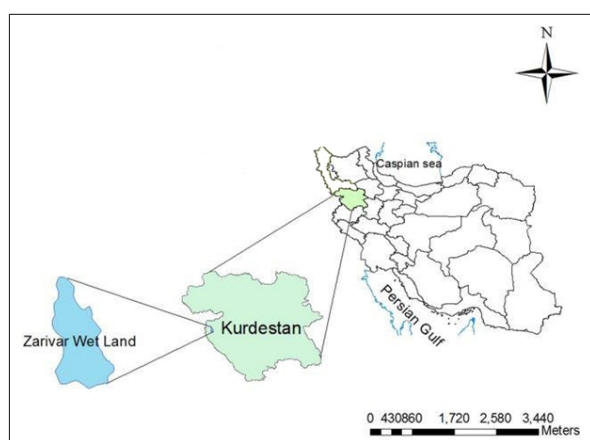 N
Caspian sea
Persian Gulf
Kurdestan
Zarivar Wet Land
0 430860 1,720 2,580 3,440
Meters